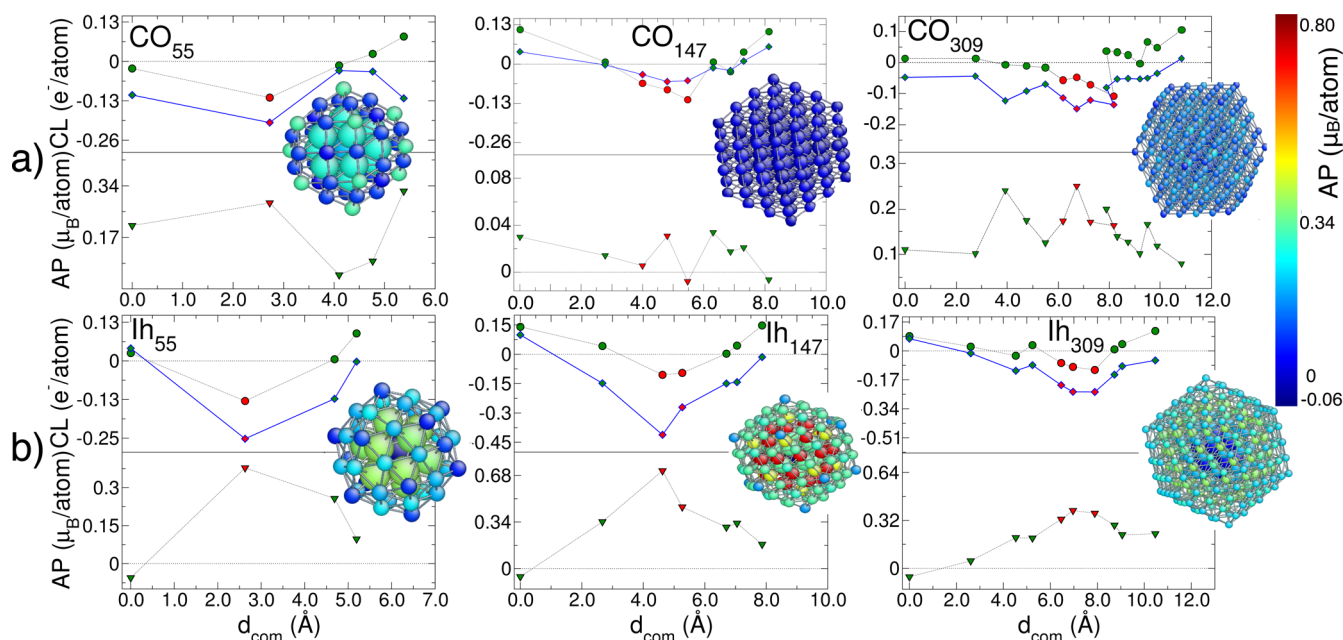 a)
AP (μB/atom) CL (e-/atom)
CO55
0.13
0
-0.13
-0.26
0.34
0.17
0.0 1.0 2.0 3.0 4.0 5.0 6.0
CO147
0.13
0
-0.13
0.08
0.04
0
0.0 2.0 4.0 6.0 8.0 10.0
CO309
0.1
0
-0.1
-0.2
0.3
0.2
0.1
0.0 2.0 4.0 6.0 8.0 10.0 12.0
b)
AP (μB/atom) CL (e-/atom)
Ih55
0.13
0
-0.13
-0.25
0.3
0.15
0
0.0 1.0 2.0 3.0 4.0 5.0 6.0 7.0
dcom (Å)
Ih147
0.15
0
-0.15
-0.3
-0.45
0.68
0.34
0
0.0 2.0 4.0 6.0 8.0 10.0
dcom (Å)
Ih309
0.17
0
-0.17
-0.34
-0.51
0.64
0.32
0
0.0 2.0 4.0 6.0 8.0 10.0 12.0
dcom (Å)
0.80
0.34
0
-0.06
AP (μB/atom)